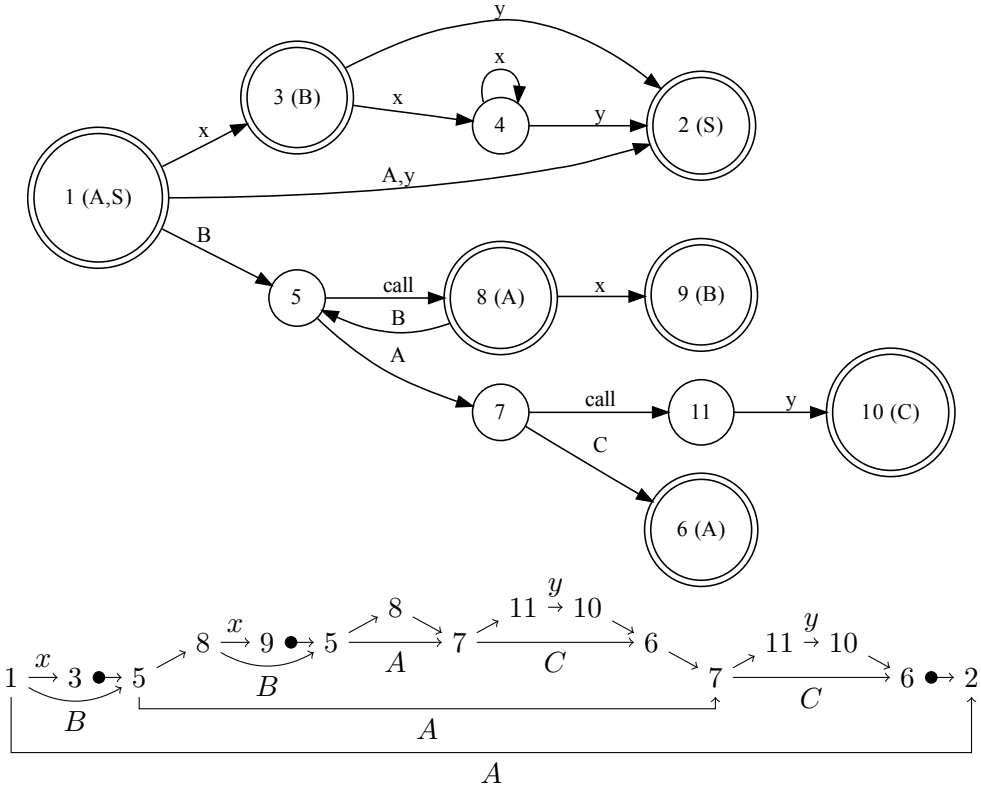 y
3 (B)
x
x
4
y
2 (S)
x
1 (A,S)
A,y
B
5
call
8 (A)
x
9 (B)
B
A
7
call
11
y
10 (C)
C
6 (A)
y
8 11 → 10 y
x
8 → 9 5 A 7 C 6 11 → 10
x
1 → 3 5 B 7 C 6 2
B
A
A